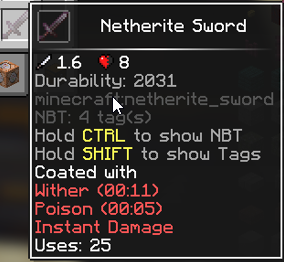 Netherite Sword
1.6 8
Durability: 2031
minecraft:netherite_sword
NBT: 4 tag(s)
Hold CTRL to show NBT
Hold SHIFT to show Tags
Coated with
Wither (00:11)
Poison (00:05)
Instant Damage
Uses: 25